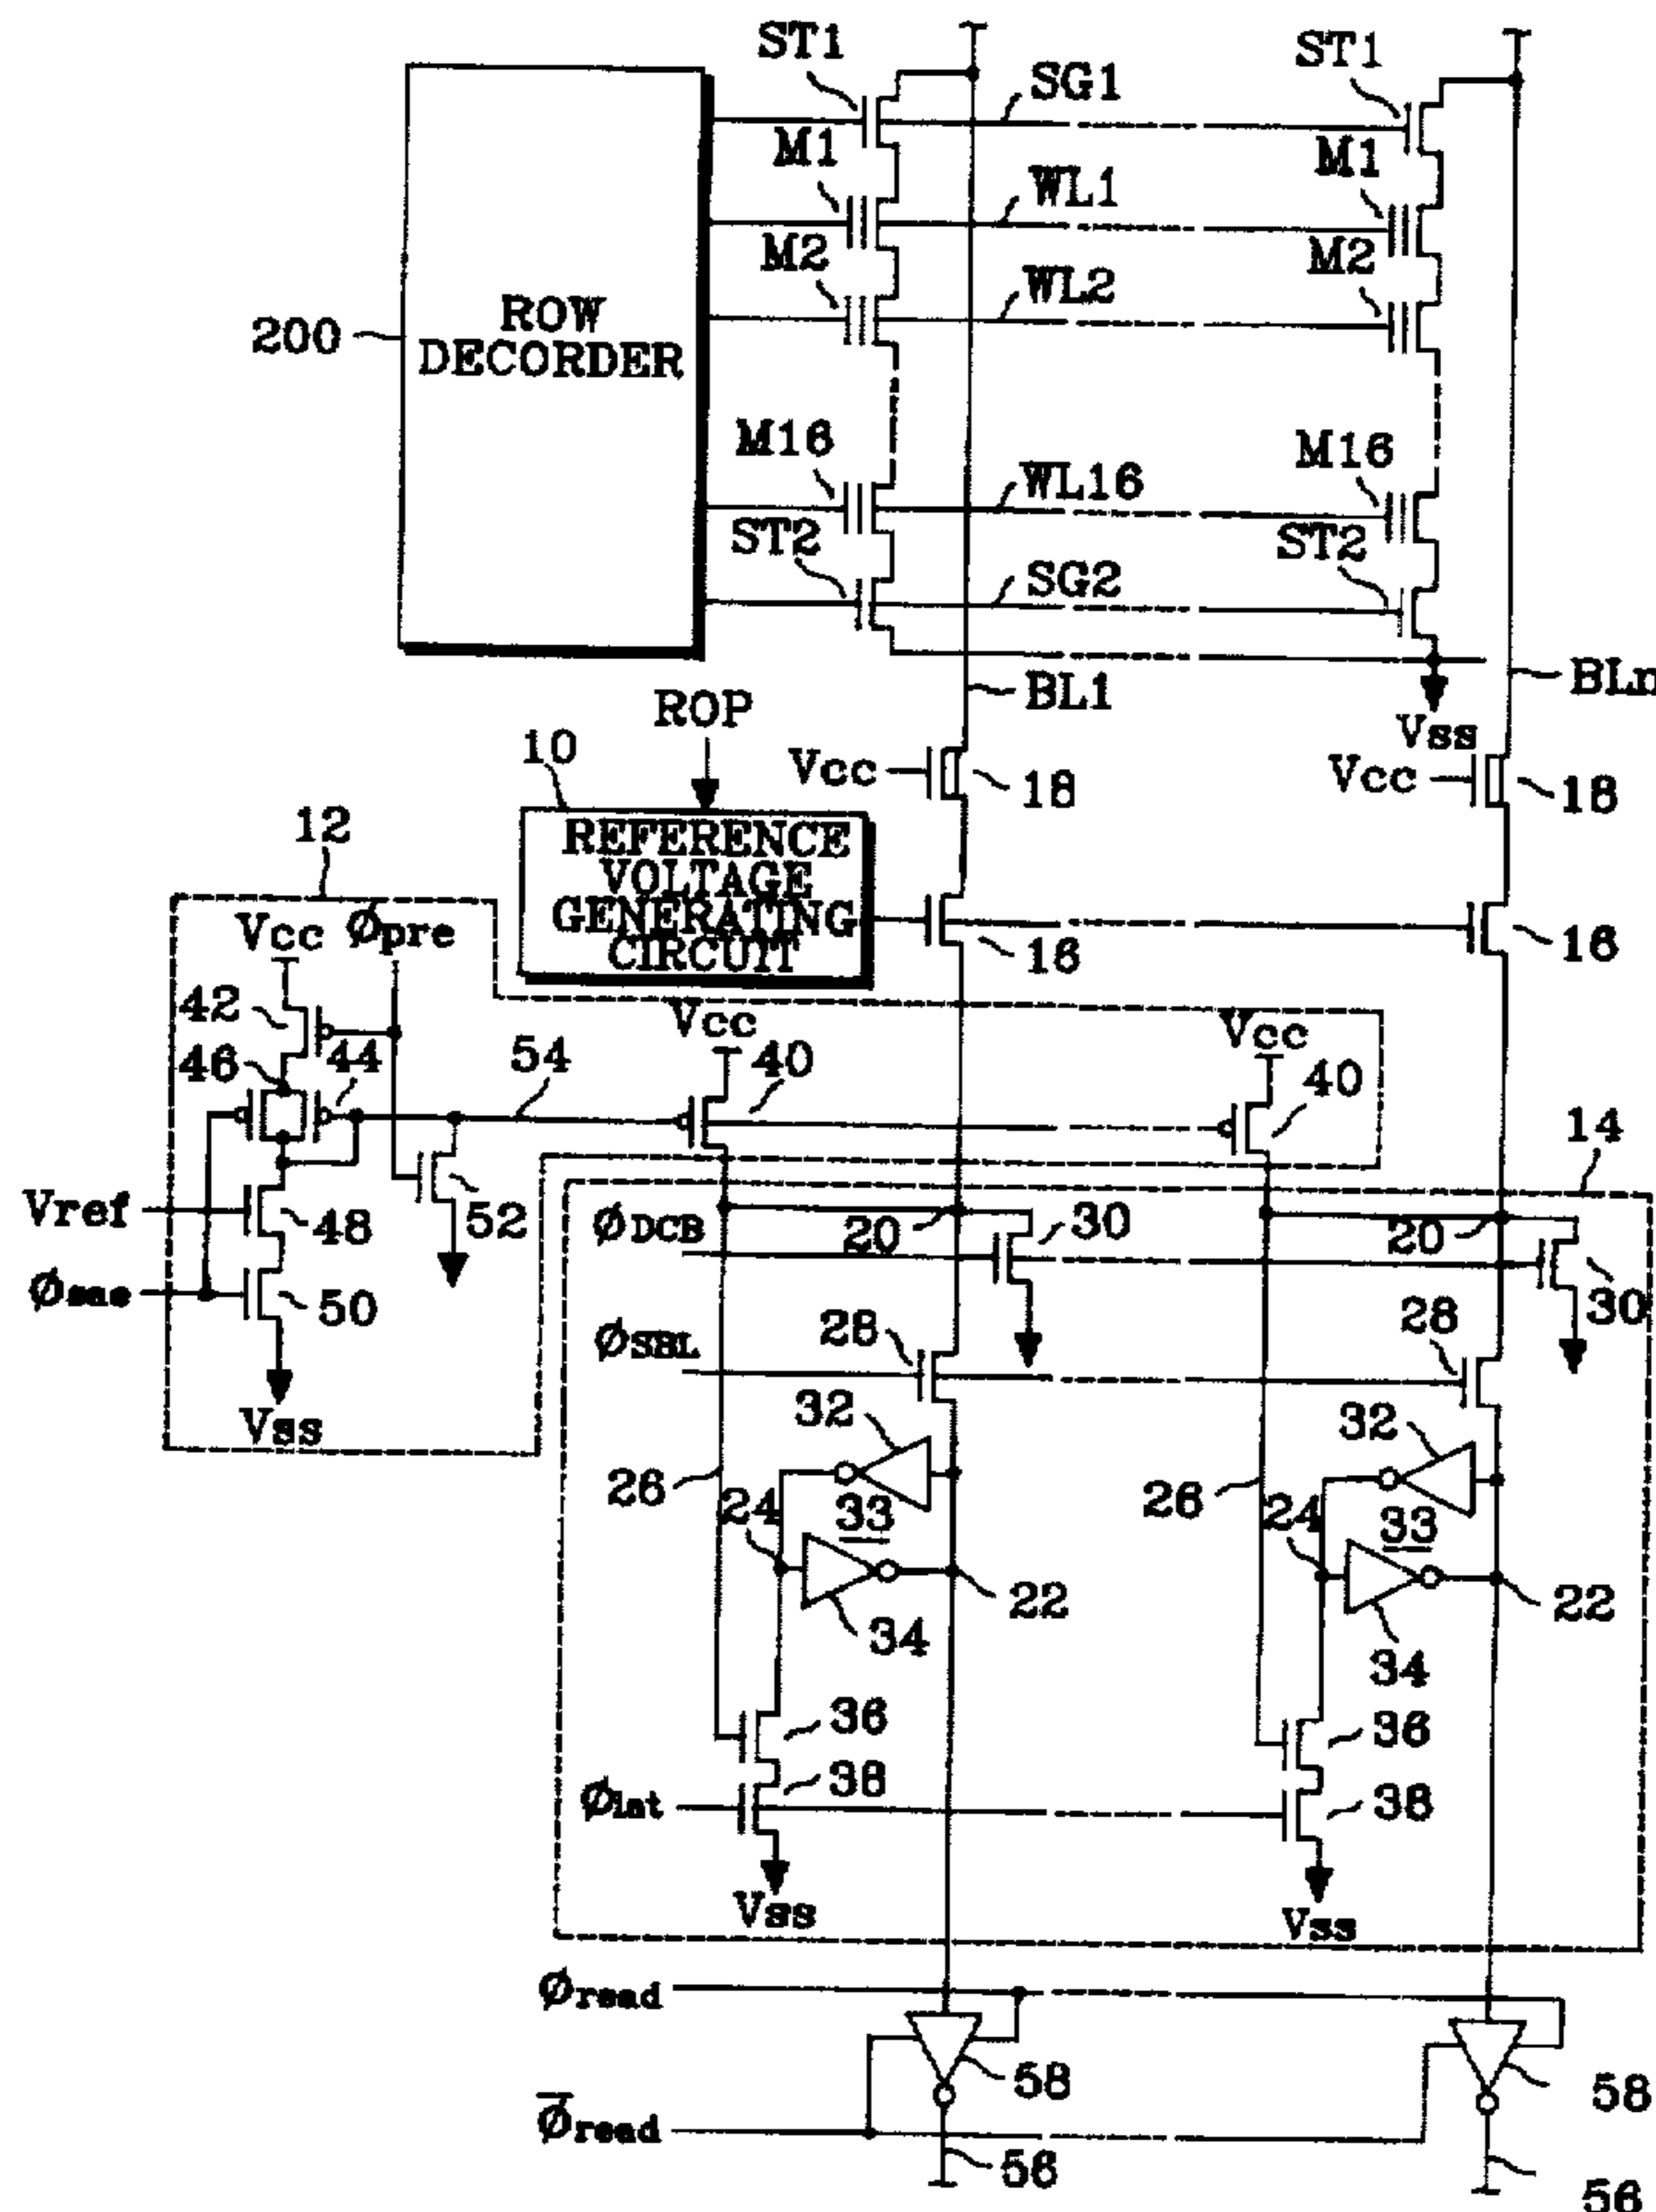 ST1
ST1
SG1
M1
M1
WL1
M2
M2
WL2
200
ROW
DECORDER
M16
M16
WL16
ST2
ST2
SG2
BL1
BLn
ROP
Vss
10
Vcc
18
Vcc
18
12
REFERENCE
VOLTAGE
GENERATING
CIRCUIT
16
16
Vcc
Øpre
42
Vcc
Vcc
46
44
54
40
40
14
Vref
48
52
ØDCB
20
30
20
30
Øsae
50
ØSBL
28
28
Vss
32
32
26
24
33
26
24
33
22
22
34
34
36
36
38
38
Ølat
Vss
Vss
Øread
58
58
Ø̅read
56
56